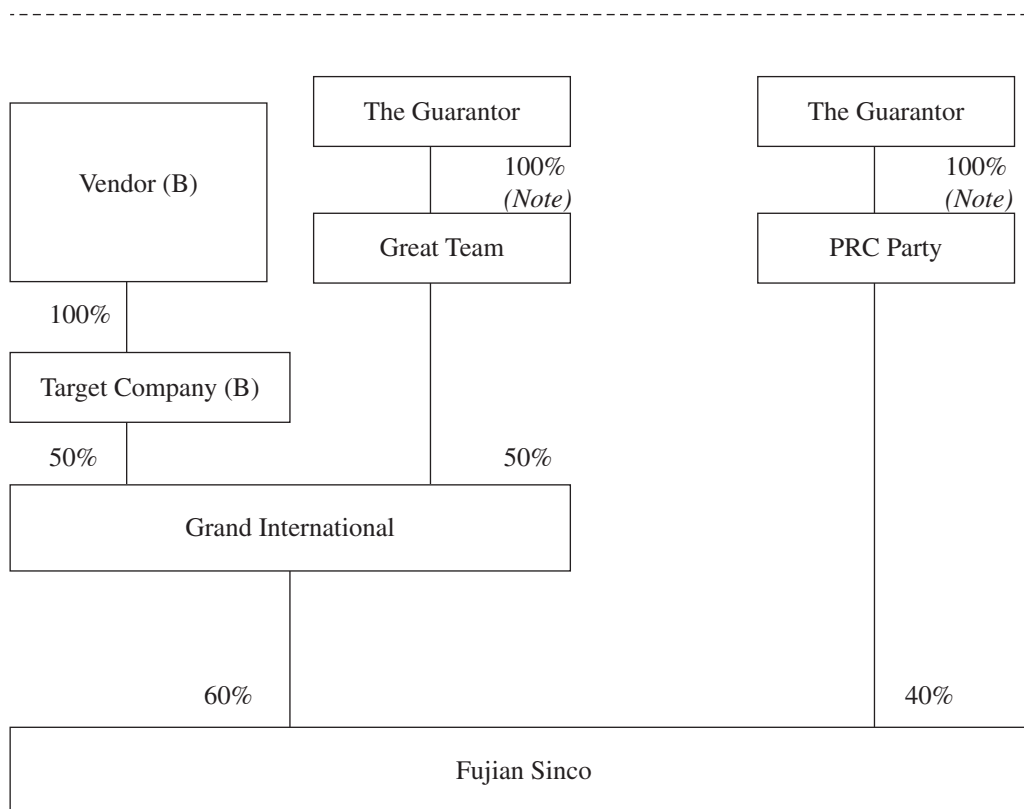 The Guarantor
The Guarantor
Vendor (B)
100%
(Note)
100%
(Note)
Great Team
PRC Party
100%
Target Company (B)
50%
50%
Grand International
60%
40%
Fujian Sinco